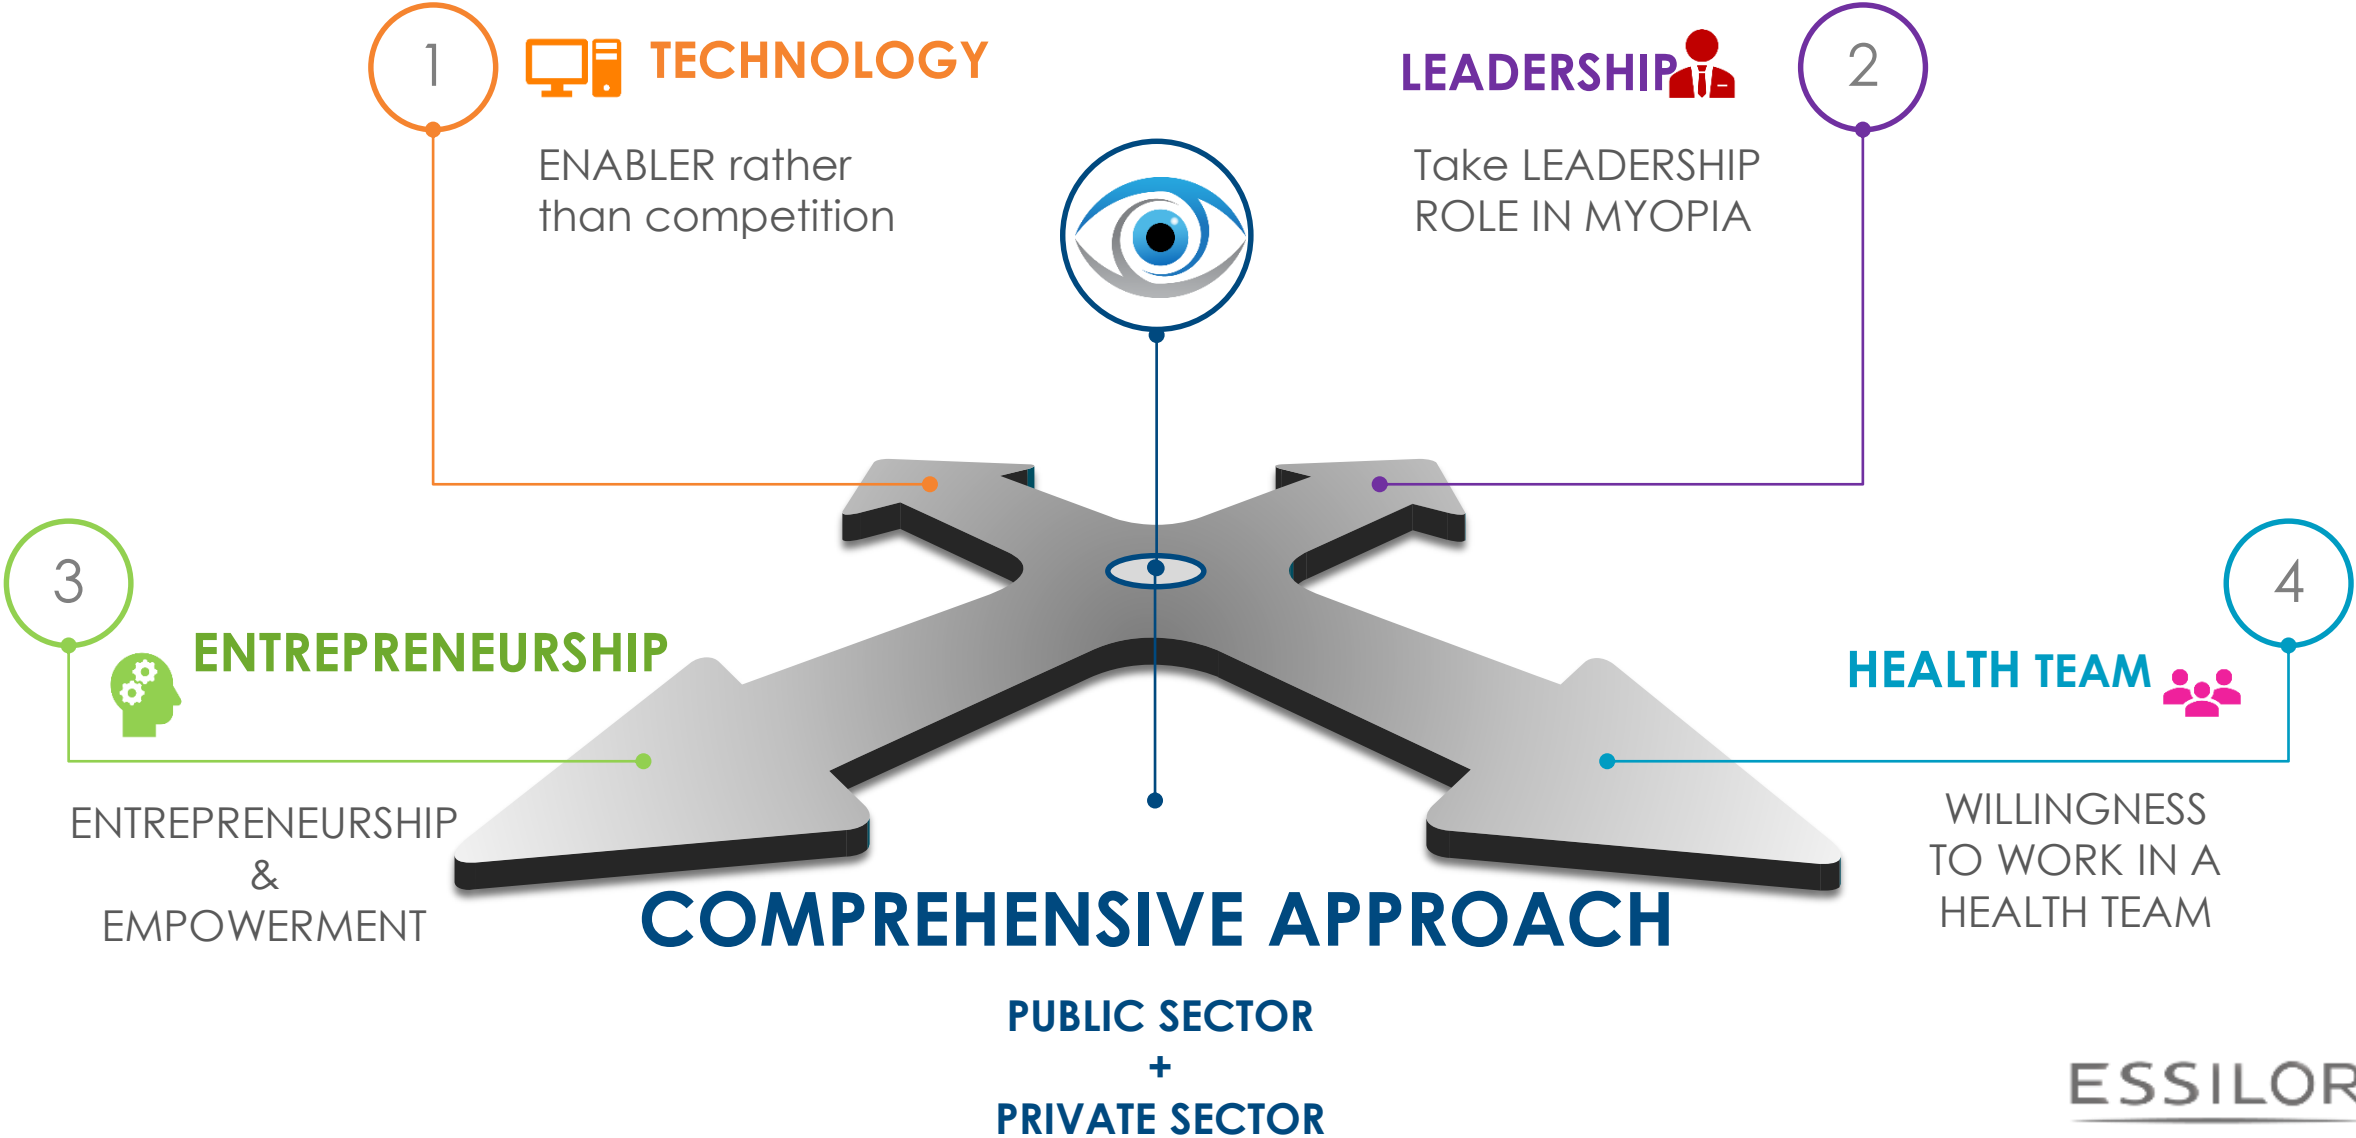 1
TECHNOLOGY
ENABLER rather
than competition
LEADERSHIP
2
Take LEADERSHIP
ROLE IN MYOPIA
3
ENTREPRENEURSHIP
ENTREPRENEURSHIP
&
EMPOWERMENT
HEALTH TEAM
4
WILLINGNESS
TO WORK IN A
HEALTH TEAM
COMPREHENSIVE APPROACH
PUBLIC SECTOR
+
PRIVATE SECTOR
ESSILOR